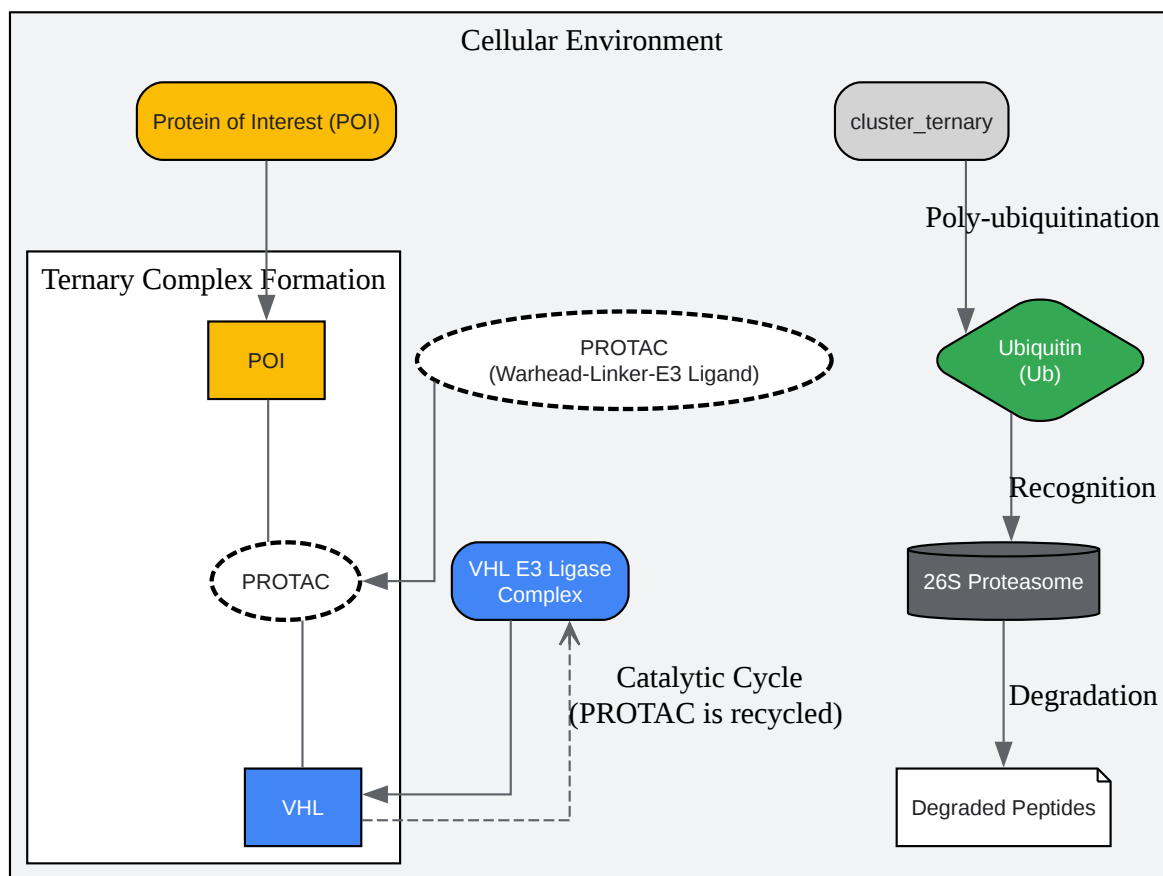 Cellular Environment
Protein of Interest (POI)
cluster_ternary
Poly-ubiquitination
Ternary Complex Formation
POI
PROTAC
(Warhead-Linker-E3 Ligand)
Ubiquitin
(Ub)
Recognition
PROTAC
VHL E3 Ligase
Complex
26S Proteasome
Catalytic Cycle
(PROTAC is recycled)
Degradation
VHL
Degraded Peptides